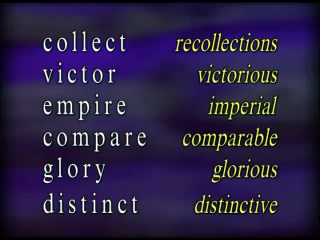 collect recollections
victor victorious
empire imperial
compare comparable
glory glorious
distinct distinctive